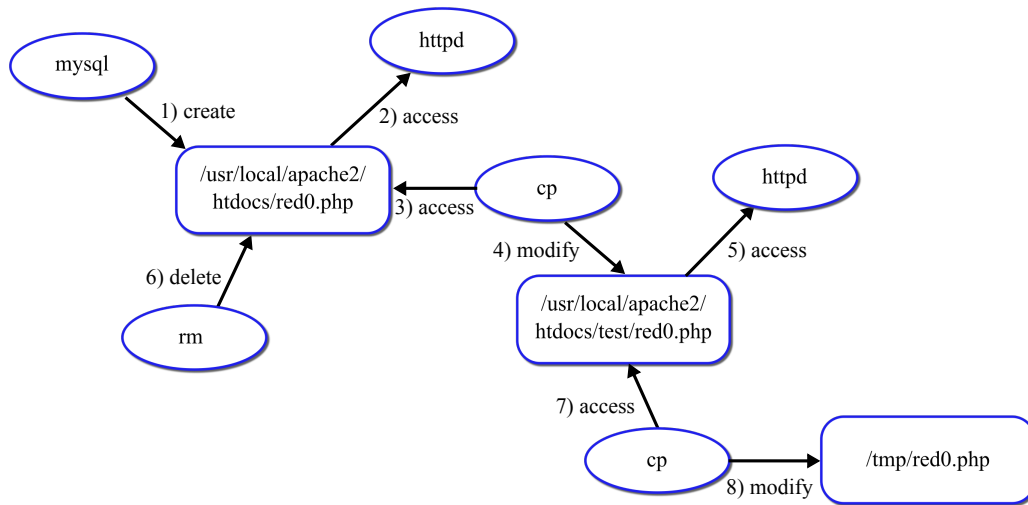 mysql
httpd
1) create
2) access
/usr/local/apache2/
htdocs/red0.php
3) access
cp
httpd
4) modify
5) access
6) delete
rm
/usr/local/apache2/
htdocs/test/red0.php
7) access
cp
8) modify
/tmp/red0.php